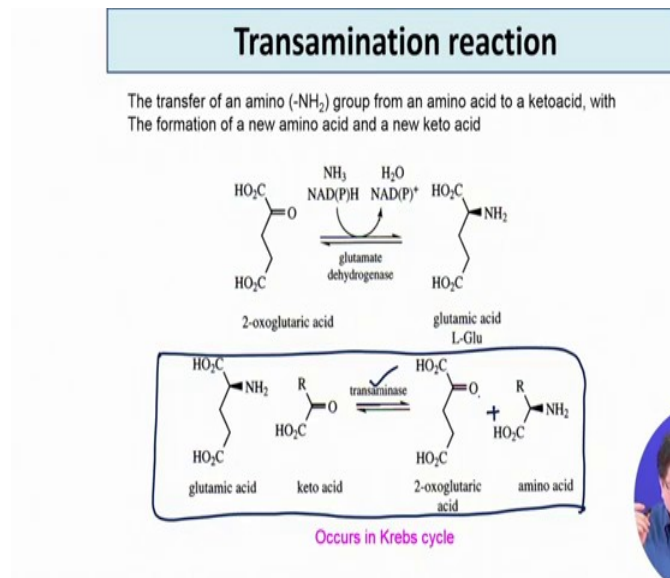 Transamination reaction
The transfer of an amino (-NH₂) group from an amino acid to a ketoacid, with
The formation of a new amino acid and a new keto acid
NH₃ H₂O
HO₂C NAD(P)H NAD(P)⁺ HO₂C
=O NH₂
glutamate
dehydrogenase
HO₂C HO₂C
2-oxoglutaric acid glutamic acid
L-Glu
HO₂C HO₂C
NH₂ R transaminase =O R
=O + NH₂
HO₂C HO₂C
HO₂C HO₂C
glutamic acid keto acid 2-oxoglutaric amino acid
acid
Occurs in Krebs cycle